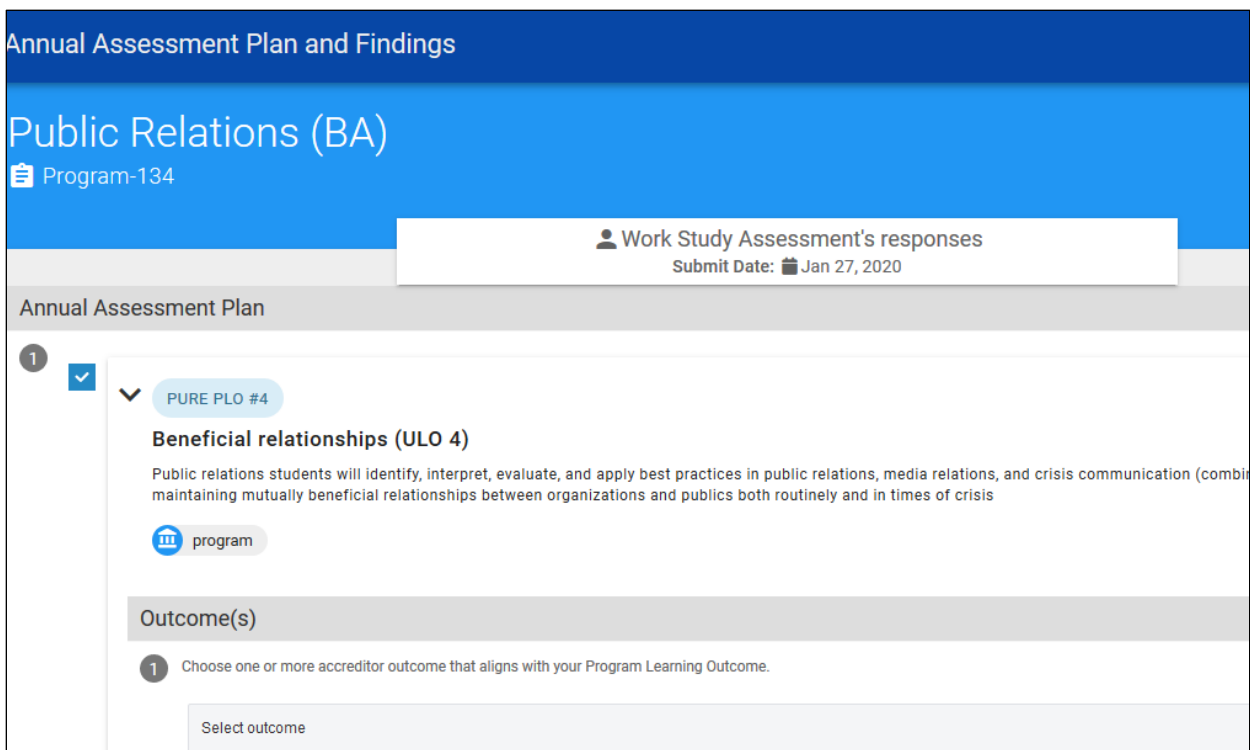 Annual Assessment Plan and Findings
Public Relations (BA)
Program-134
Work Study Assessment's responses
Submit Date: Jan 27, 2020
Annual Assessment Plan
1
PURE PLO #4
Beneficial relationships (ULO 4)
Public relations students will identify, interpret, evaluate, and apply best practices in public relations, media relations, and crisis communication
maintaining mutually beneficial relationships between organizations and publics both routinely and in times of crisis
program
Outcome(s)
1 Choose one or more accreditor outcome that aligns with your Program Learning Outcome.
Select outcome